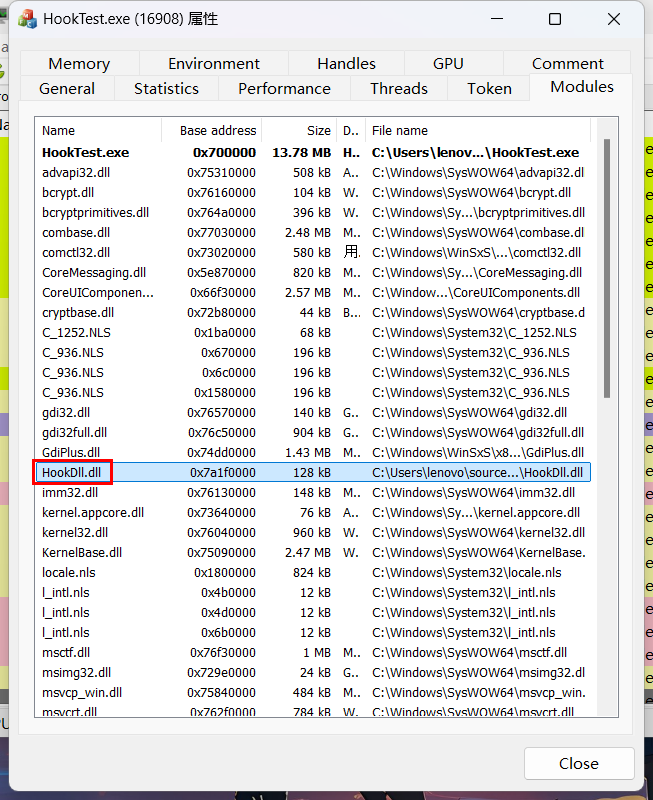 HookTest.exe (16908) 属性
Memory Environment Handles GPU Comment
General Statistics Performance Threads Token Modules
Name Base address Size D.. File name
HookTest.exe 0x700000 13.78 MB H.. C:\Users\lenov...\HookTest.exe
advapi32.dll 0x75310000 508 kB A... C:\Windows\SysWOW64\advapi32.dl
bcrypt.dll 0x76160000 104 kB W.. C:\Windows\SysWOW64\bcrypt.dll
bcryptprimitives.dll 0x764a0000 396 kB W.. C:\Windows\Sy...\bcryptprimitives.dll
combase.dll 0x77030000 2.48 MB M.. C:\Windows\SysWOW64\combase.dl
comctl32.dll 0x73020000 580 kB 用. C:\Windows\WinSxS\...\comctl32.dll
CoreMessaging.dll 0x5e870000 820 kB M.. C:\Windows\Sy...\CoreMessaging.dll
CoreUIComponen... 0x66f30000 2.57 MB M.. C:\Window...\CoreUIComponents.dll
cryptbase.dll 0x72b80000 44 kB B... C:\Windows\SysWOW64\cryptbase.d
C_1252.NLS 0x1ba0000 68 kB C:\Windows\System32\C_1252.NLS
C_936.NLS 0x670000 196 kB C:\Windows\System32\C_936.NLS
C_936.NLS 0x6c0000 196 kB C:\Windows\System32\C_936.NLS
C_936.NLS 0x1580000 196 kB C:\Windows\System32\C_936.NLS
gdi32.dll 0x76570000 140 kB G.. C:\Windows\SysWOW64\gdi32.dll
gdi32full.dll 0x76c50000 904 kB G.. C:\Windows\SysWOW64\gdi32full.dll
GdiPlus.dll 0x74dd0000 1.43 MB M.. C:\Windows\WinSxS\x8...\GdiPlus.dll
HookDll.dll 0x7a1f0000 128 kB C:\Users\lenovo\source...\HookDll.dll
imm32.dll 0x76130000 148 kB M.. C:\Windows\SysWOW64\imm32.dll
kernel.appcore.dll 0x73640000 76 kB A... C:\Windows\Sy...\kernel.appcore.dll
kernel32.dll 0x76040000 960 kB W.. C:\Windows\SysWOW64\kernel32.dll
KernelBase.dll 0x75090000 2.47 MB W.. C:\Windows\SysWOW64\KernelBase.
locale.nls 0x1800000 824 kB C:\Windows\System32\locale.nls
l_intl.nls 0x4b0000 12 kB C:\Windows\System32\l_intl.nls
l_intl.nls 0x4d0000 12 kB C:\Windows\System32\l_intl.nls
l_intl.nls 0x6b0000 12 kB C:\Windows\System32\l_intl.nls
msctf.dll 0x76f30000 1 MB M.. C:\Windows\SysWOW64\msctf.dll
msimg32.dll 0x729e0000 24 kB G.. C:\Windows\SysWOW64\msimg32.dl
msvcp_win.dll 0x75840000 484 kB M.. C:\Windows\SysWOW64\msvcp_win.
msvcrt.dll 0x762f0000 784 kB W.. C:\Windows\SysWOW64\msvcrt.dll
Close